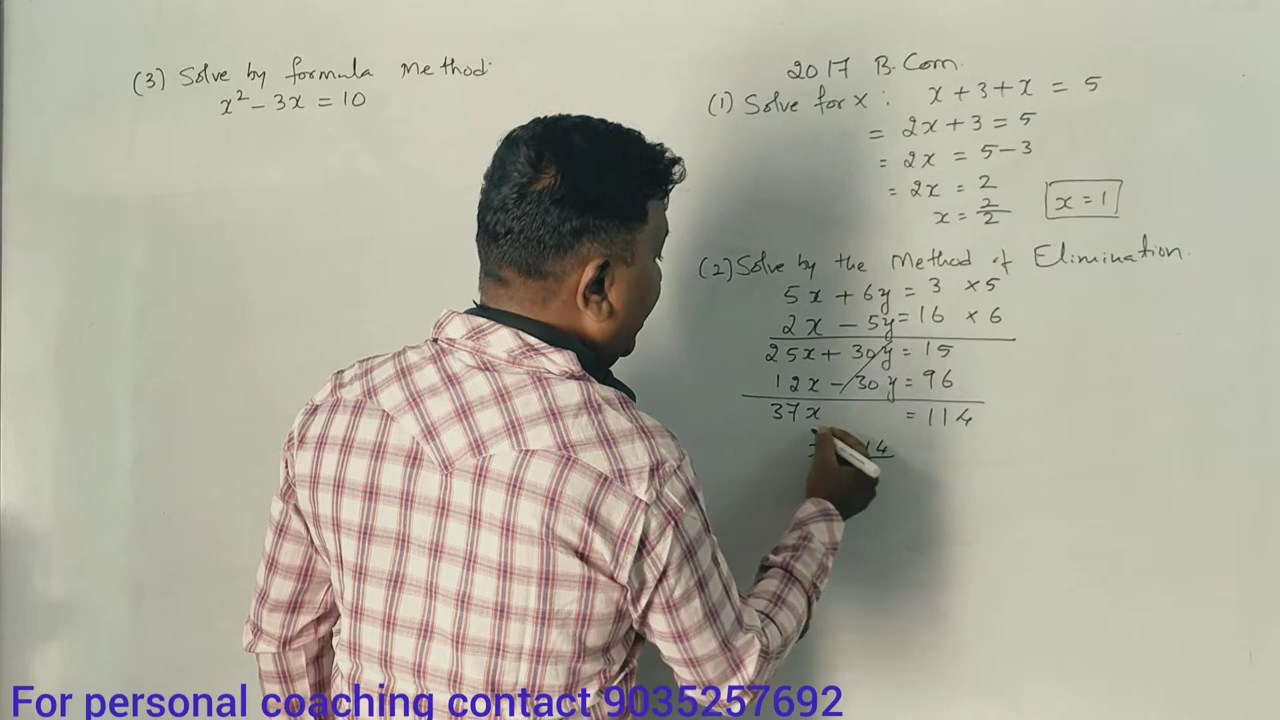 (3) Solve by formula Method:
x² - 3x = 10
2017 B.Com.
(1) Solve for x : x + 3 + x = 5
= 2x + 3 = 5
= 2x = 5 - 3
= 2x = 2
x = 2/2 x = 1
(2) Solve by the Method of Elimination.
5x + 6y = 3 × 5
2x - 5y = 16 × 6
25x + 30y = 15
12x - 30y = 96
37x = 114
14
For personal coaching contact 9035257692